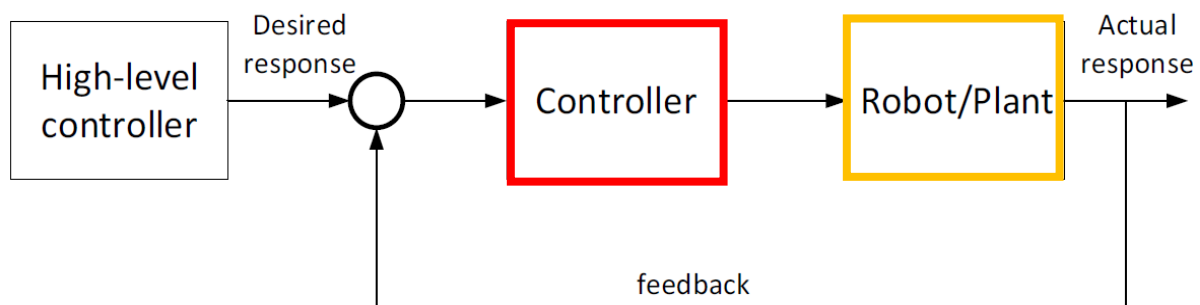 High-level
controller
Desired
response
Controller
Robot/Plant
Actual
response
feedback